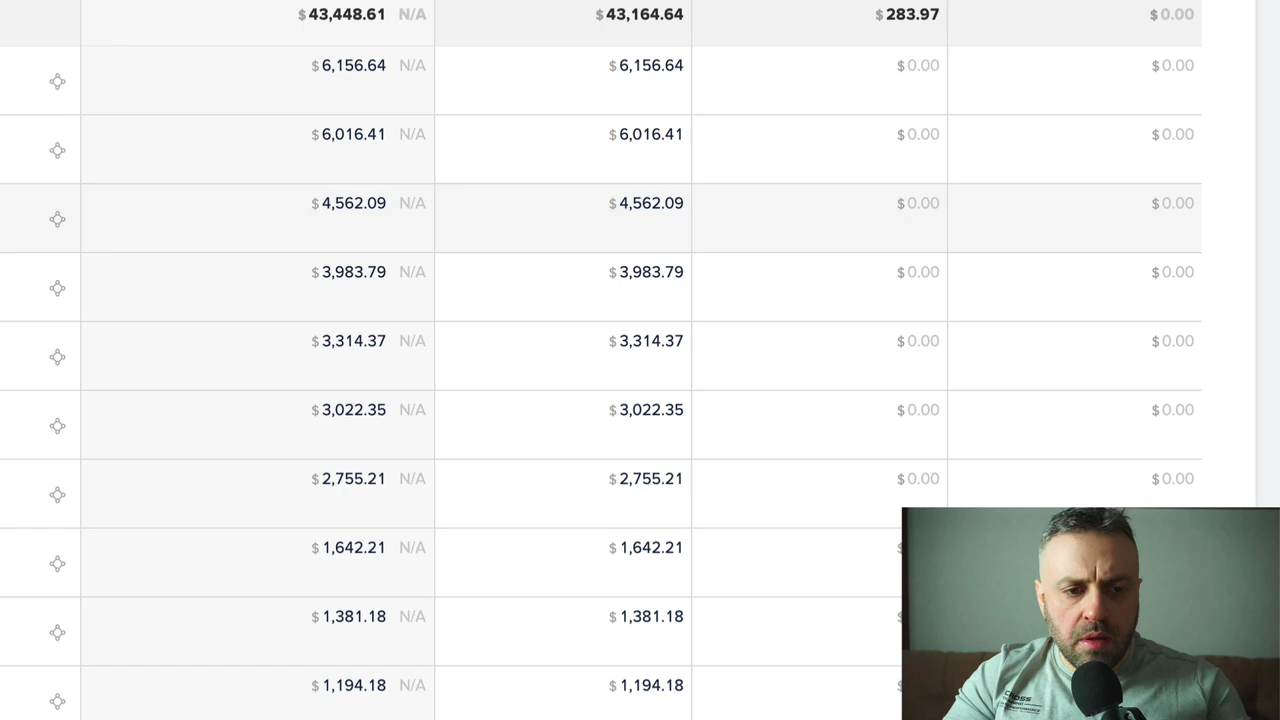 $ 43,448.61 N/A $ 43,164.64 $ 283.97 $ 0.00
$ 6,156.64 N/A $ 6,156.64 $ 0.00 $ 0.00
$ 6,016.41 N/A $ 6,016.41 $ 0.00 $ 0.00
$ 4,562.09 N/A $ 4,562.09 $ 0.00 $ 0.00
$ 3,983.79 N/A $ 3,983.79 $ 0.00 $ 0.00
$ 3,314.37 N/A $ 3,314.37 $ 0.00 $ 0.00
$ 3,022.35 N/A $ 3,022.35 $ 0.00 $ 0.00
$ 2,755.21 N/A $ 2,755.21 $ 0.00 $ 0.00
$ 1,642.21 N/A $ 1,642.21
$ 1,381.18 N/A $ 1,381.18
$ 1,194.18 N/A $ 1,194.18
CROSS